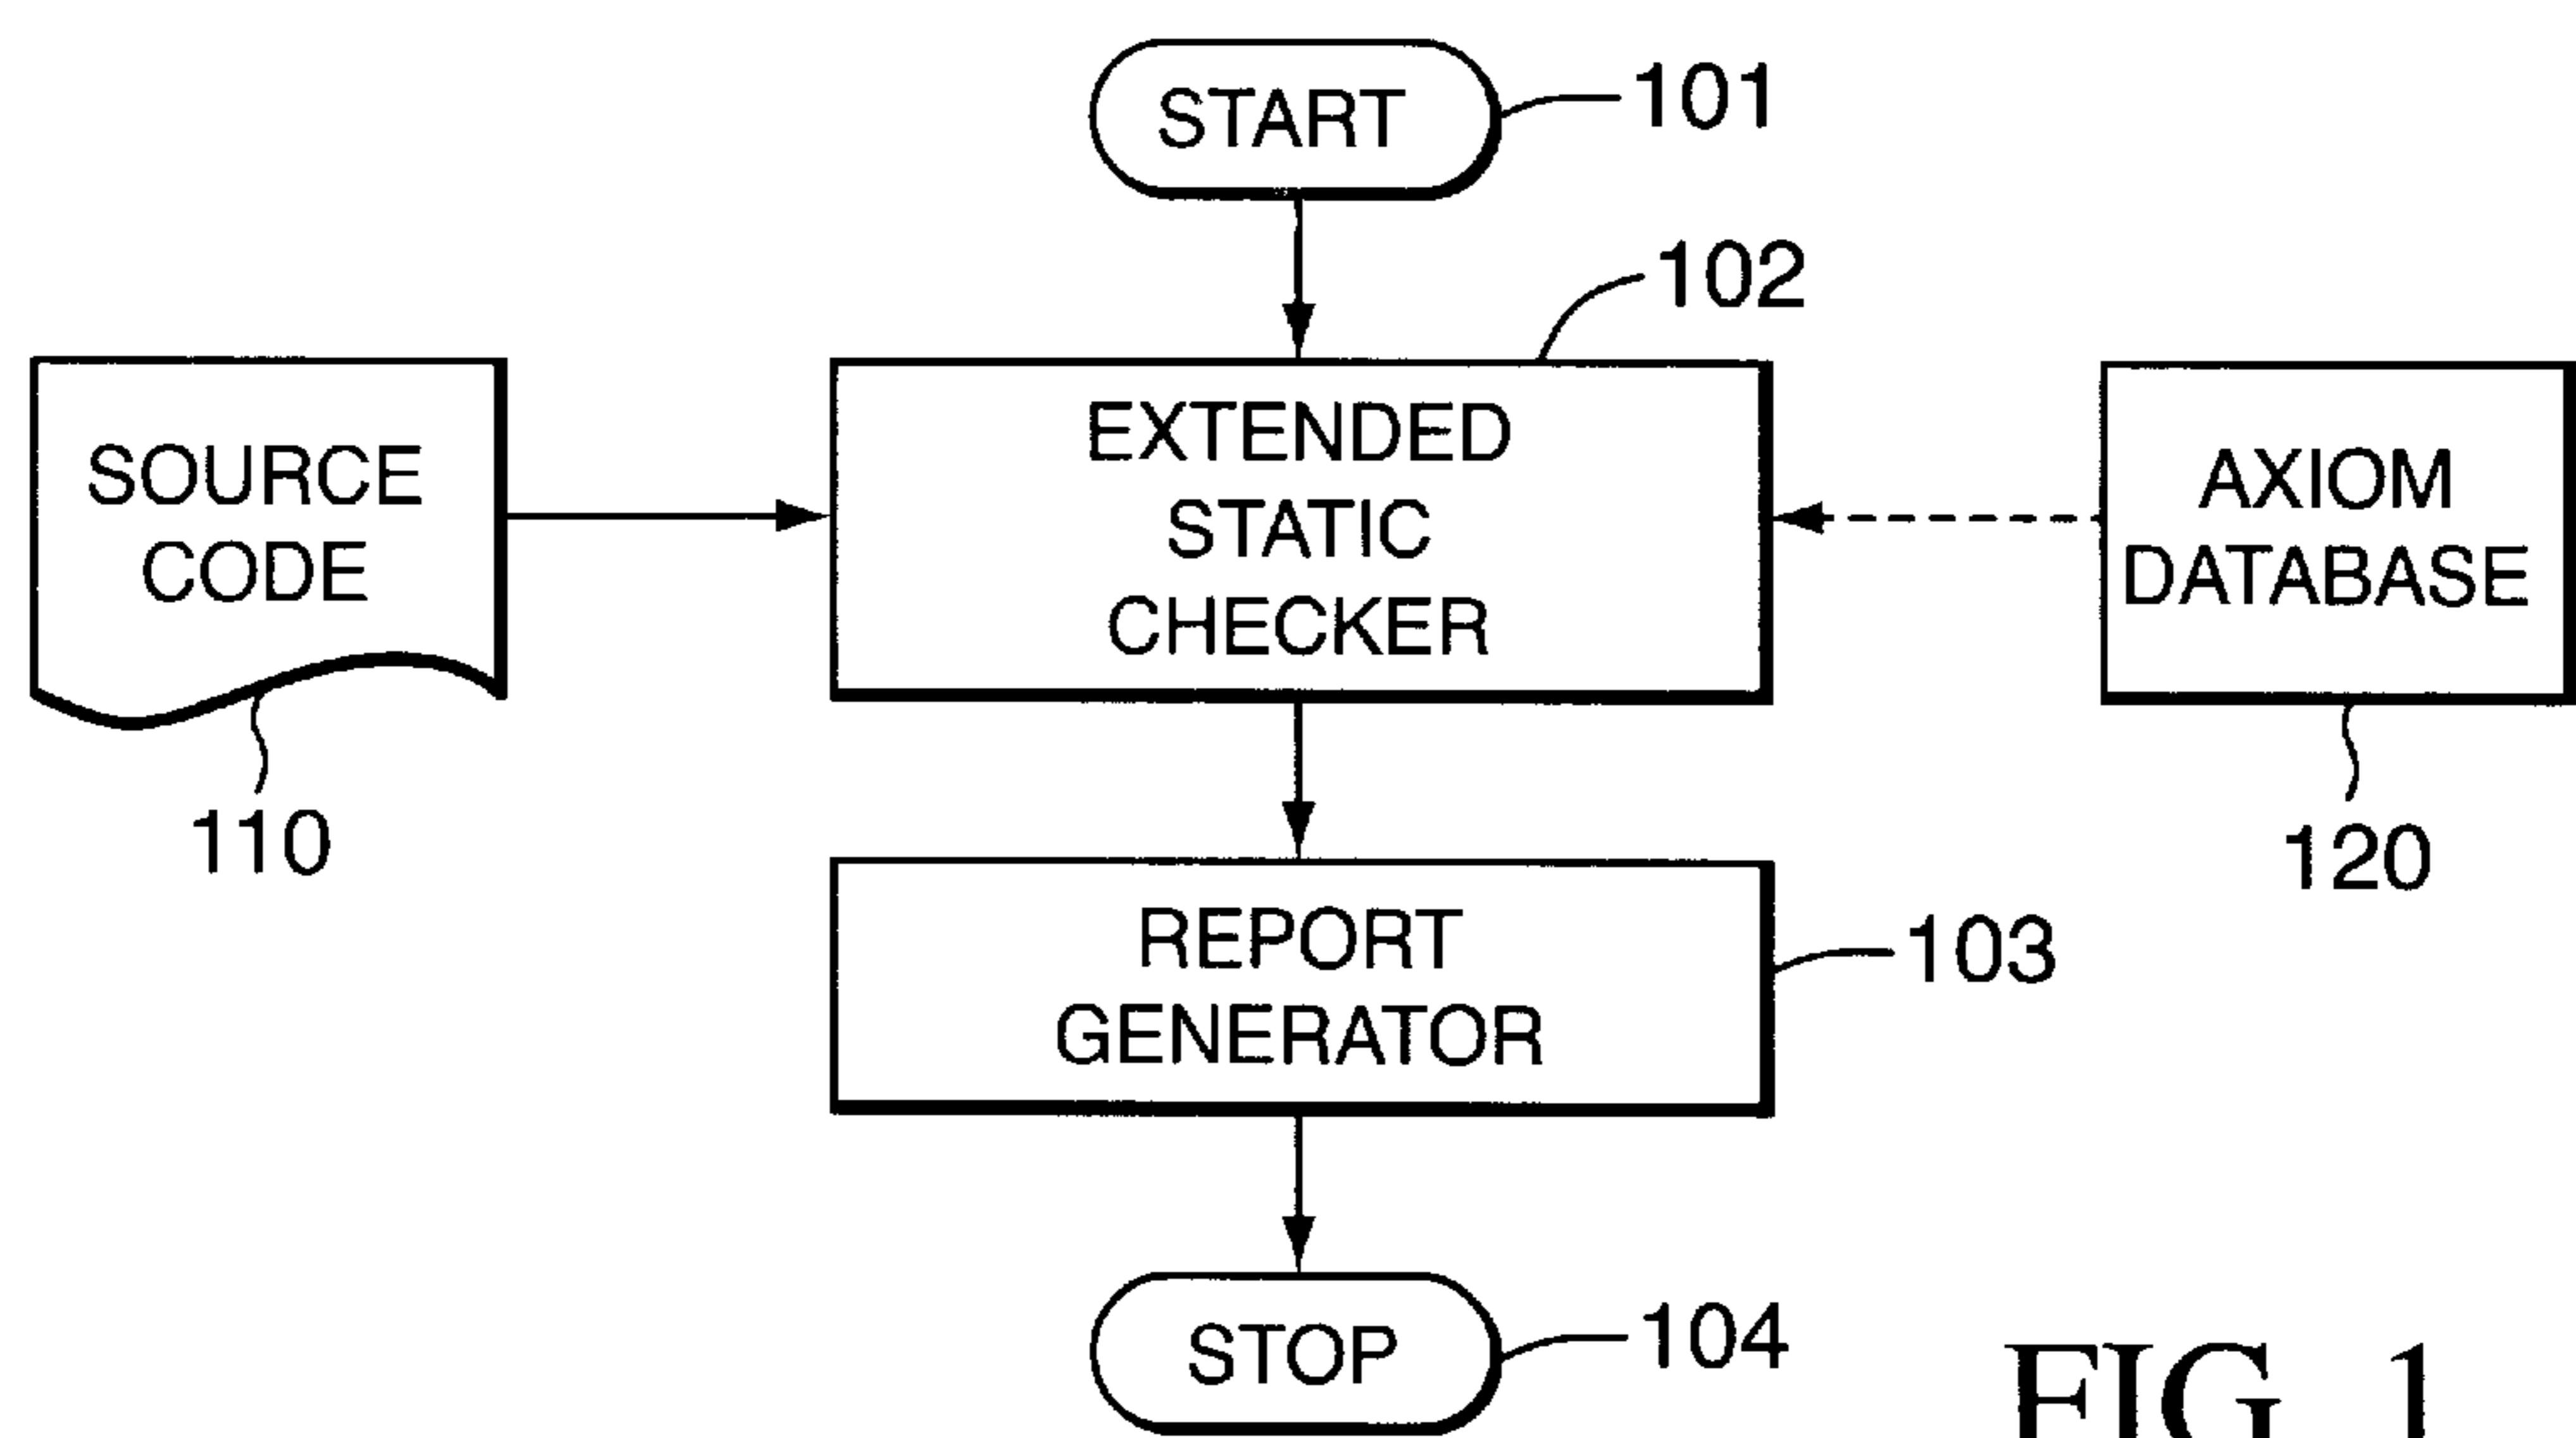 START
101
102
SOURCE
CODE
110
EXTENDED
STATIC
CHECKER
AXIOM
DATABASE
120
REPORT
GENERATOR
103
STOP
104
FIG. 1